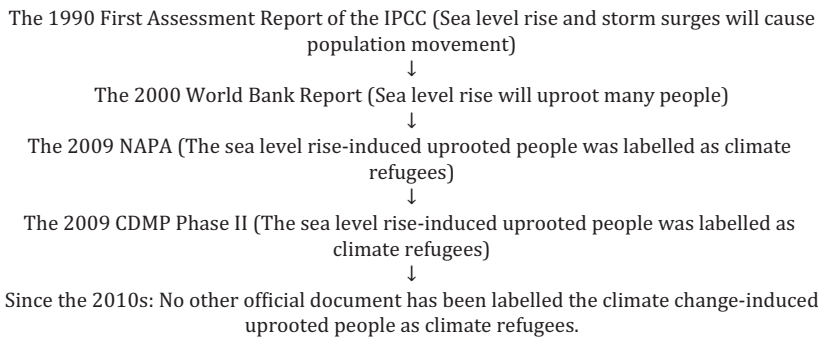 The 1990 First Assessment Report of the IPCC (Sea level rise and storm surges will cause
population movement)
↓
The 2000 World Bank Report (Sea level rise will uproot many people)
↓
The 2009 NAPA (The sea level rise-induced uprooted people was labelled as climate
refugees)
↓
The 2009 CDMP Phase II (The sea level rise-induced uprooted people was labelled as
climate refugees)
↓
Since the 2010s: No other official document has been labelled the climate change-induced
uprooted people as climate refugees.